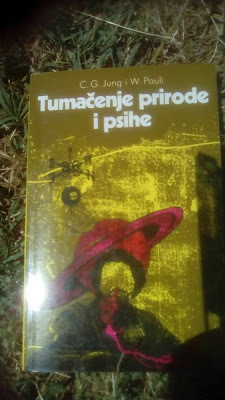 C. G. Jung i W. Pauli
Tumačenje prirode
i psihe